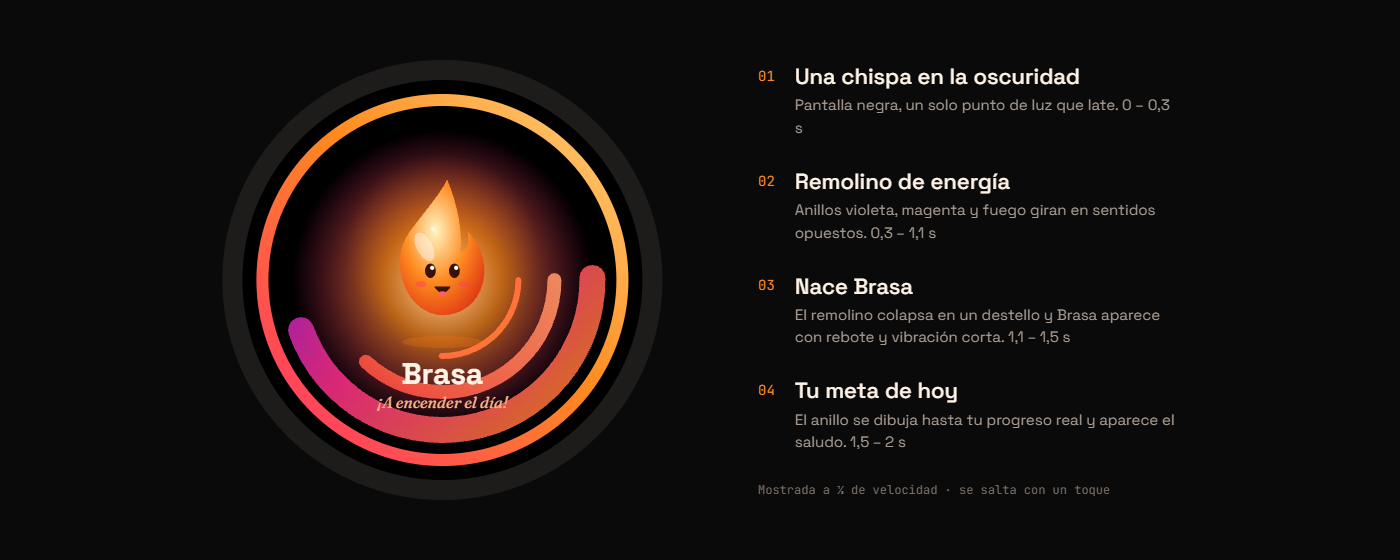 Brasa
¡A encender el día!
01 Una chispa en la oscuridad
Pantalla negra, un solo punto de luz que late. 0 – 0,3
s
02 Remolino de energía
Anillos violeta, magenta y fuego giran en sentidos
opuestos. 0,3 – 1,1 s
03 Nace Brasa
El remolino colapsa en un destello y Brasa aparece
con rebote y vibración corta. 1,1 – 1,5 s
04 Tu meta de hoy
El anillo se dibuja hasta tu progreso real y aparece el
saludo. 1,5 – 2 s
Mostrada a de velocidad · se salta con un toque